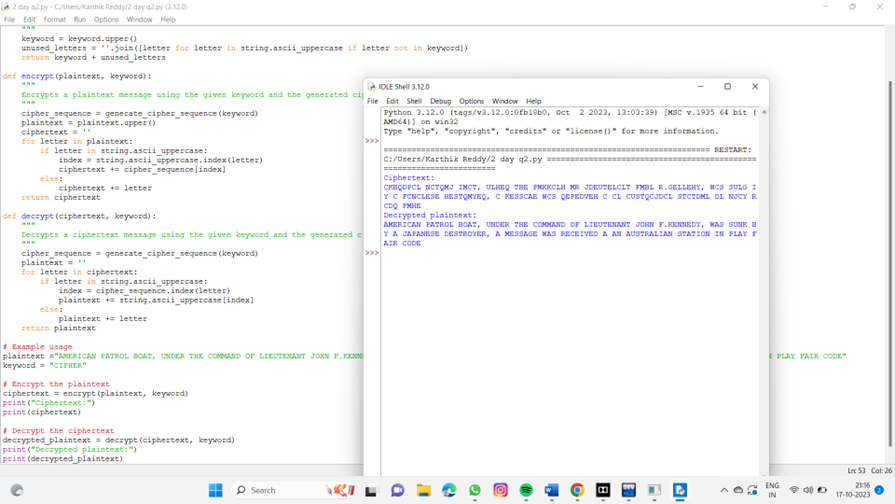 2 day q2.py - C:/Users/Karthik Reddy/2 day q2.py (3.12.0)
File Edit Format Run Options Window Help
"""
keyword = keyword.upper()
unused_letters = ''.join([letter for letter in string.ascii_uppercase if letter not in keyword])
return keyword + unused_letters
def encrypt(plaintext, keyword):
"""
Encrypts a plaintext message using the given keyword and the generated ci
"""
cipher_sequence = generate_cipher_sequence(keyword)
plaintext = plaintext.upper()
ciphertext = ''
for letter in plaintext:
if letter in string.ascii_uppercase:
index = string.ascii_uppercase.index(letter)
ciphertext += cipher_sequence[index]
else:
ciphertext += letter
return ciphertext
def decrypt(ciphertext, keyword):
"""
Decrypts a ciphertext message using the given keyword and the generated c
"""
cipher_sequence = generate_cipher_sequence(keyword)
plaintext = ''
for letter in ciphertext:
if letter in string.ascii_uppercase:
index = cipher_sequence.index(letter)
plaintext += string.ascii_uppercase[index]
else:
plaintext += letter
return plaintext
# Example usage
plaintext ="AMERICAN PATROL BOAT, UNDER THE COMMAND OF LIEUTENANT JOHN F.KENN
N PLAY FAIR CODE"
keyword = "CIPHER"
# Encrypt the plaintext
ciphertext = encrypt(plaintext, keyword)
print("Ciphertext:")
print(ciphertext)
# Decrypt the ciphertext
decrypted_plaintext = decrypt(ciphertext, keyword)
print("Decrypted plaintext:")
print(decrypted_plaintext)
Ln: 53 Col: 26
IDLE Shell 3.12.0
File Edit Shell Debug Options Window Help
Python 3.12.0 (tags/v3.12.0:0fb18b0, Oct 2 2023, 13:03:39) [MSC v.1935 64 bit (
AMD64)] on win32
Type "help", "copyright", "credits" or "license()" for more information.
>>>
====================================================================== RESTART:
C:/Users/Karthik Reddy/2 day q2.py =============================================
========================
Ciphertext:
CKEQDPCL NCTQMJ IMCT, ULHEQ TBE PMKKCLH MR JDEUTELCLT FMBL R.GELLEHY, WCS SULG I
Y C FCNCLESE HESTQMYEQ, C KESSCAE WCS QEFEDVEH C CL CUSTQCJDCL STCTDML DL NJCY R
CDQ PMHE
Decrypted plaintext:
AMERICAN PATROL BOAT, UNDER THE COMMAND OF LIEUTENANT JOHN F.KENNEDY, WAS SUNK B
Y A JAPANESE DESTROYER, A MESSAGE WAS RECEIVED A AN AUSTRALIAN STATION IN PLAY F
AIR CODE
>>>
Search
ENG
IN
21:16
17-10-2023
2